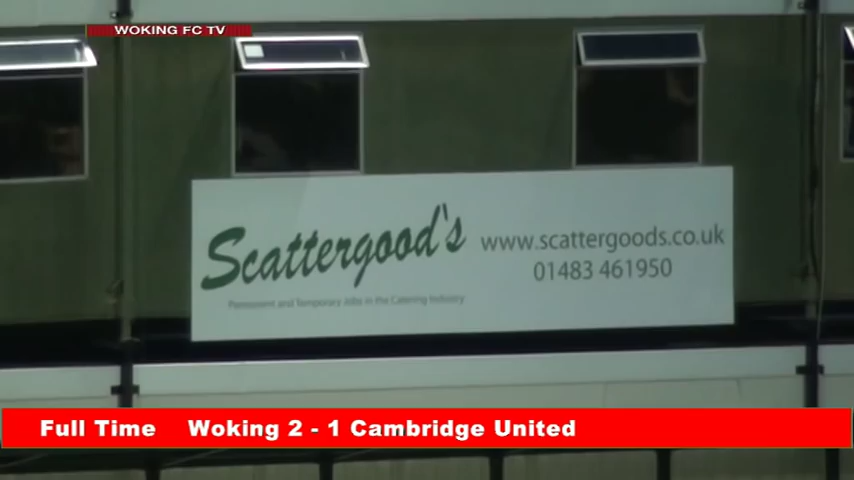 WOKING FC TV
Scattergood's
www.scattergoods.co.uk
01483 461950
Permanent and Temporary Jobs in the Catering Industry
Full Time Woking 2 - 1 Cambridge United